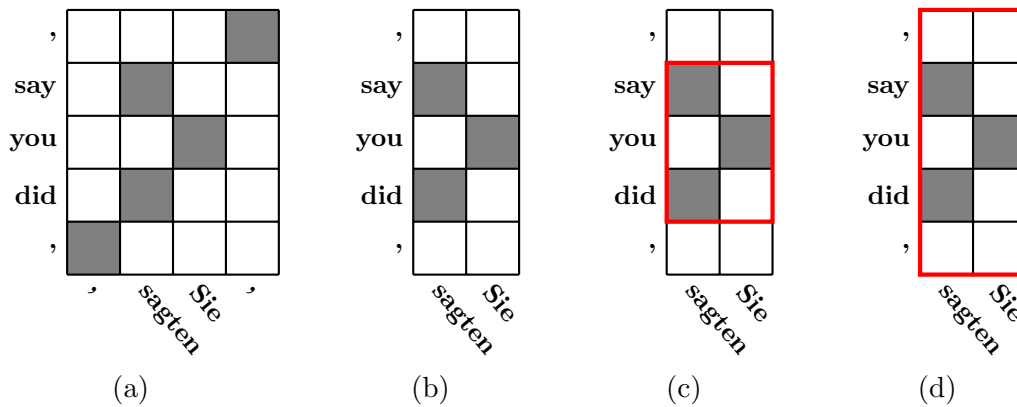 , , , ,
say say say say
you you you you
did did did did
, , , ,
, sagten Sie , sagten Sie sagten Sie sagten Sie
(a) (b) (c) (d)